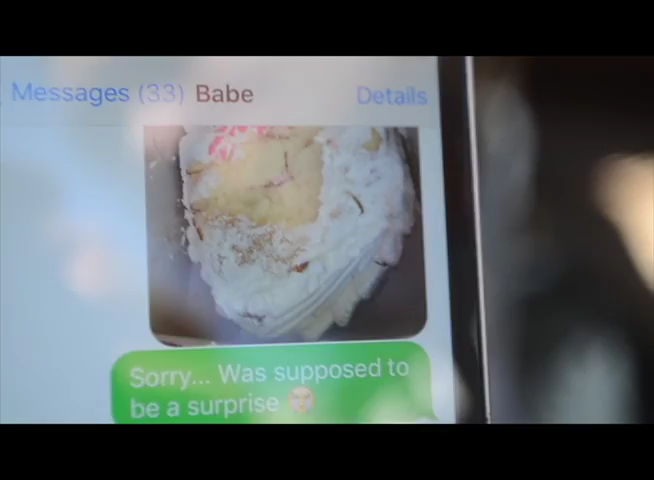 Messages (33) Babe Details
Sorry... Was supposed to
be a surprise